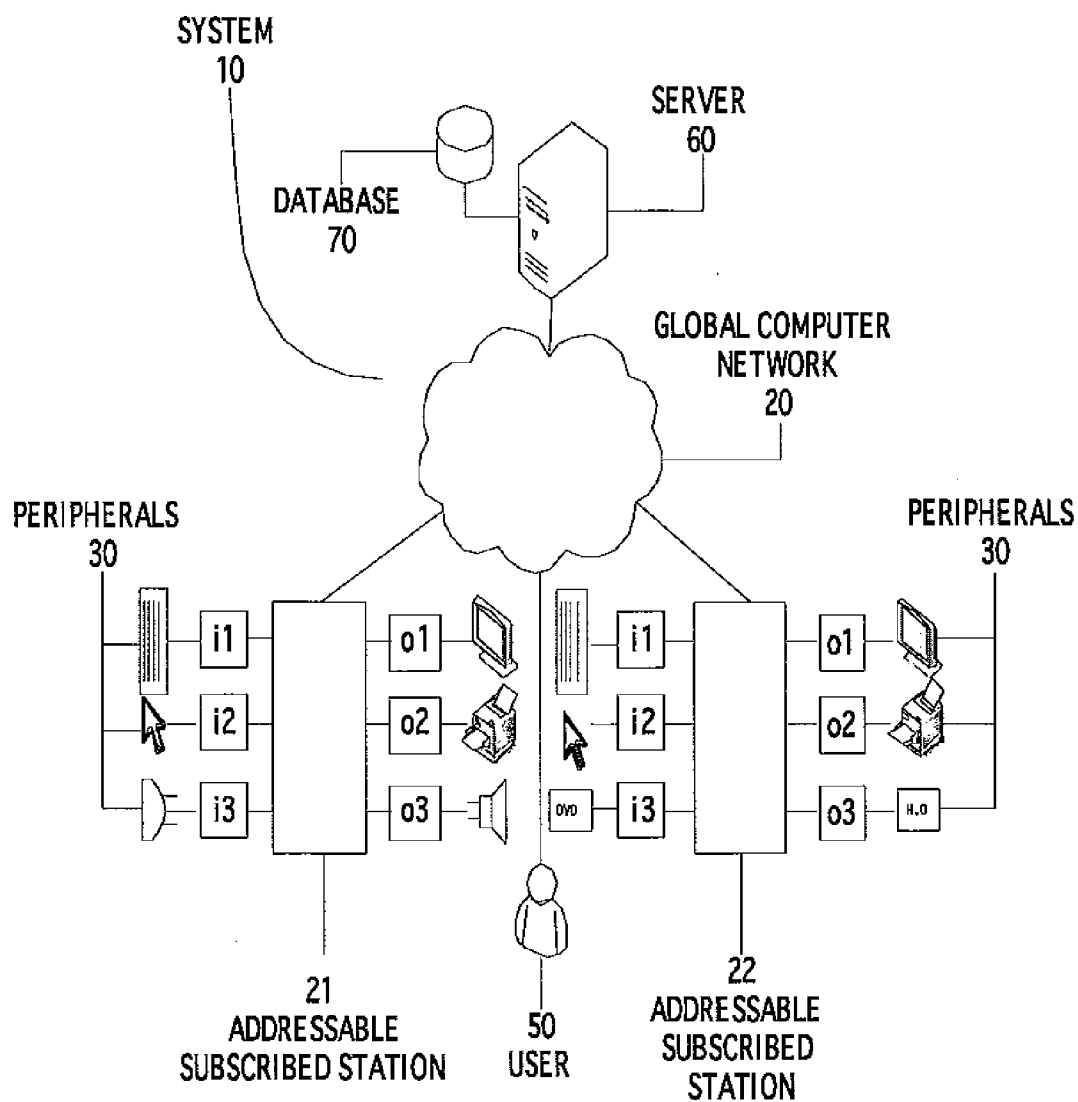 SYSTEM
10
SERVER
60
DATABASE
70
GLOBAL COMPUTER
NETWORK
20
PERIPHERALS
30
PERIPHERALS
30
i1
o1
i1
o1
i2
o2
i2
o2
i3
o3
DVD
i3
o3
H.O
21
ADDRESSABLE
SUBSCRIBED STATION
50
USER
22
ADDRESSABLE
SUBSCRIBED
STATION